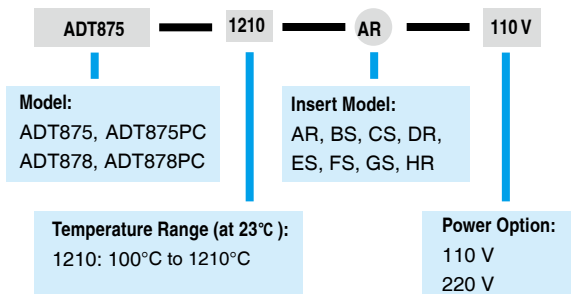 ADT875 1210 AR 110 V
Model:
ADT875, ADT875PC
ADT878, ADT878PC
Insert Model:
AR, BS, CS, DR,
ES, FS, GS, HR
Temperature Range (at 23℃ ):
1210: 100°C to 1210°C
Power Option:
110 V
220 V